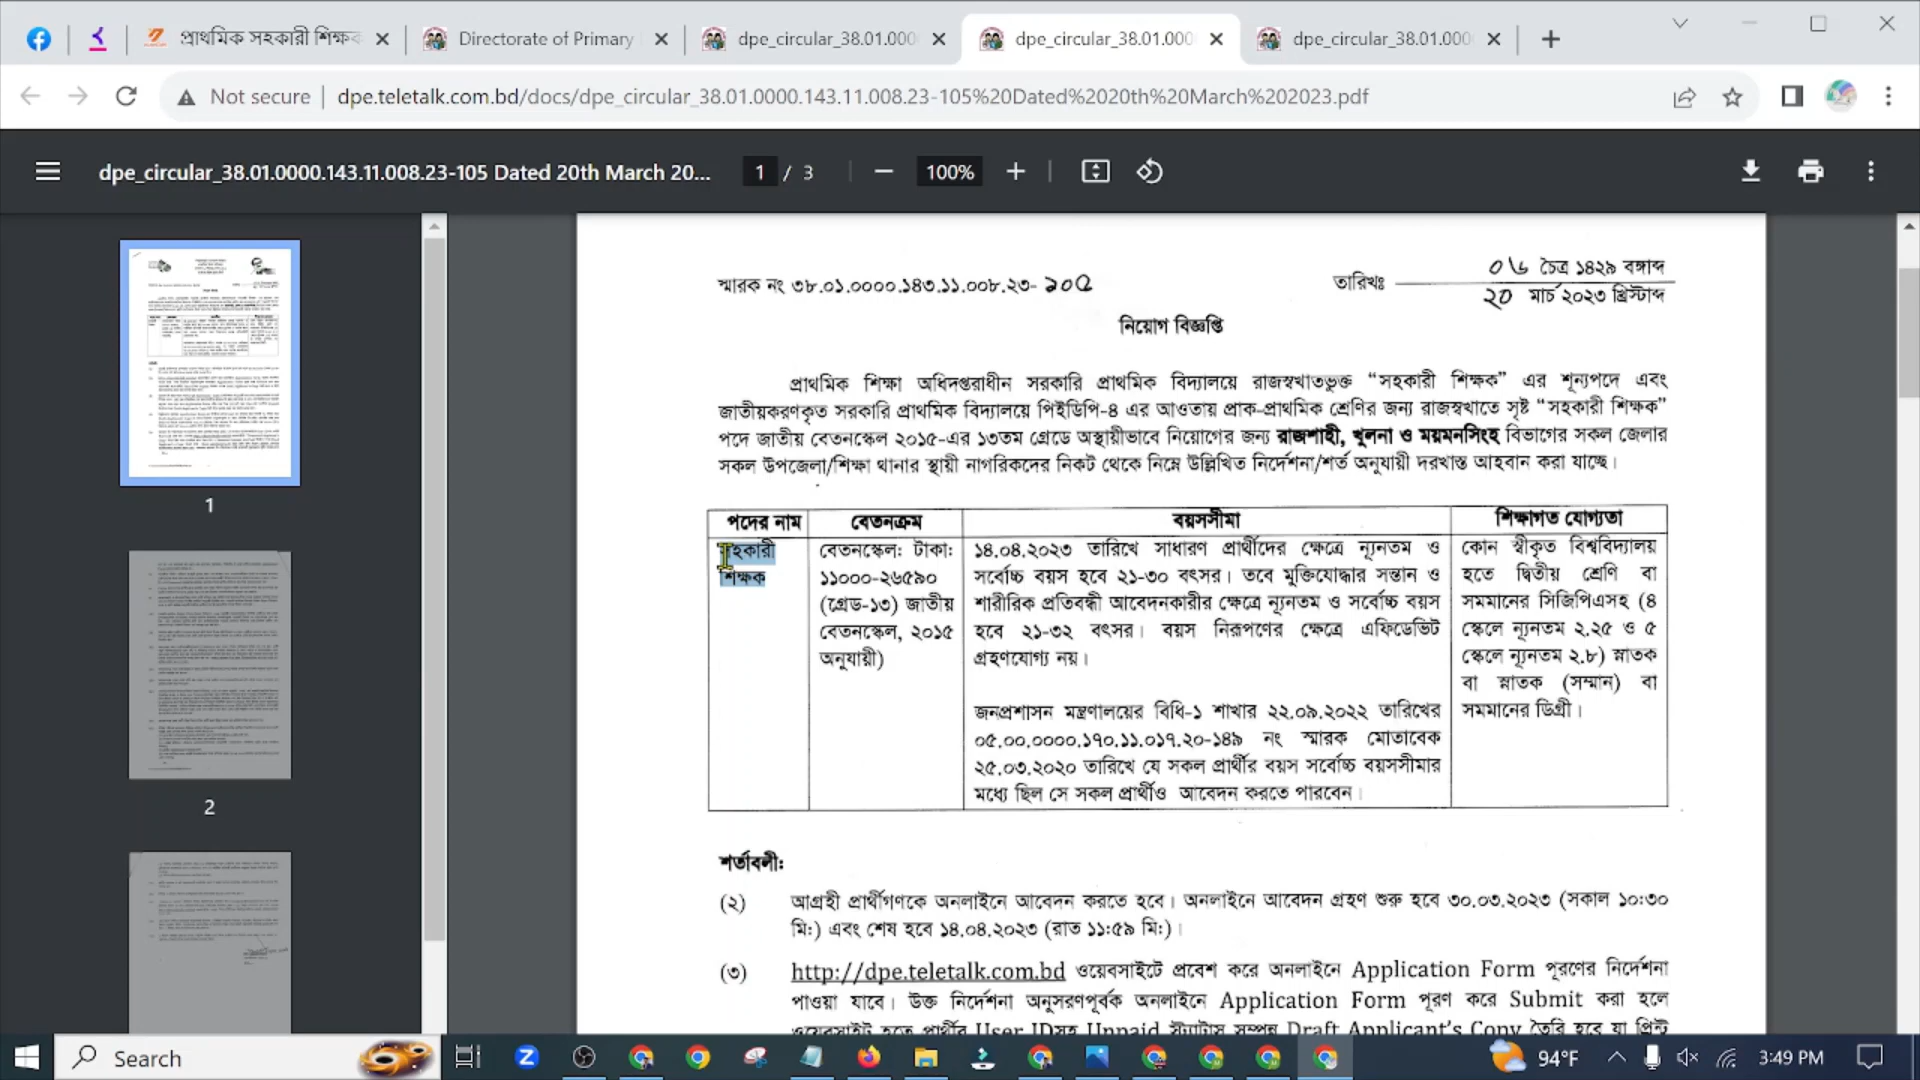 প্রাথমিক সহকারী শিক্ষক
Directorate of Primary
dpe_circular_38.01.000
dpe_circular_38.01.000
dpe_circular_38.01.000
Not secure
dpe.teletalk.com.bd/docs/dpe_circular_38.01.0000.143.11.008.23-105%20Dated%2020th%20March%202023.pdf
dpe_circular_38.01.0000.143.11.008.23-105 Dated 20th March 20...
1 / 3
100%
1
2
স্মারক নং ৩৮.০১.০০০০.১৪৩.১১.০০৮.২৩- ১০৫
তারিখঃ
০৬ চৈত্র ১৪২৯ বঙ্গাব্দ
২০ মার্চ ২০২৩ খ্রিস্টাব্দ
নিয়োগ বিজ্ঞপ্তি
প্রাথমিক শিক্ষা অধিদপ্তরাধীন সরকারি প্রাথমিক বিদ্যালয়ে রাজস্বখাতভুক্ত “সহকারী শিক্ষক” এর শূন্যপদে এবং
জাতীয়করণকৃত সরকারি প্রাথমিক বিদ্যালয়ে পিইডিপি-৪ এর আওতায় প্রাক-প্রাথমিক শ্রেণির জন্য রাজস্বখাতে সৃষ্ট “সহকারী শিক্ষক”
পদে জাতীয় বেতনস্কেল ২০১৫-এর ১৩তম গ্রেডে অস্থায়ীভাবে নিয়োগের জন্য রাজশাহী, খুলনা ও ময়মনসিংহ বিভাগের সকল জেলার
সকল উপজেলা/শিক্ষা থানার স্থায়ী নাগরিকদের নিকট থেকে নিম্নে উল্লিখিত নির্দেশনা/শর্ত অনুযায়ী দরখাস্ত আহবান করা যাচ্ছে।
পদের নাম
সহকারী
শিক্ষক
বেতনক্রম
বেতনস্কেল: টাকা:
১১০০০-২৬৫৯০
(গ্রেড-১৩) জাতীয়
বেতনস্কেল, ২০১৫
অনুযায়ী)
বয়সসীমা
১৪.০৪.২০২৩ তারিখে সাধারণ প্রার্থীদের ক্ষেত্রে ন্যূনতম ও
সর্বোচ্চ বয়স হবে ২১-৩০ বৎসর। তবে মুক্তিযোদ্ধার সন্তান ও
শারীরিক প্রতিবন্ধী আবেদনকারীর ক্ষেত্রে ন্যূনতম ও সর্বোচ্চ বয়স
হবে ২১-৩২ বৎসর। বয়স নিরূপণের ক্ষেত্রে এফিডেভিট
গ্রহণযোগ্য নয়।
জনপ্রশাসন মন্ত্রণালয়ের বিধি-১ শাখার ২২.০৯.২০২২ তারিখের
০৫.০০.০০০০.১৭০.১১.০১৭.২০-১৪৯ নং স্মারক মোতাবেক
২৫.০৩.২০২০ তারিখে যে সকল প্রার্থীর বয়স সর্বোচ্চ বয়সসীমার
মধ্যে ছিল সে সকল প্রার্থীও আবেদন করতে পারবেন।
শিক্ষাগত যোগ্যতা
কোন স্বীকৃত বিশ্ববিদ্যালয়
হতে দ্বিতীয় শ্রেণি বা
সমমানের সিজিপিএসহ (৪
স্কেলে ন্যূনতম ২.২৫ ও ৫
স্কেলে ন্যূনতম ২.৮) স্নাতক
বা স্নাতক (সম্মান) বা
সমমানের ডিগ্রী।
শর্তাবলী:
(২) আগ্রহী প্রার্থীগণকে অনলাইনে আবেদন করতে হবে। অনলাইনে আবেদন গ্রহণ শুরু হবে ৩০.০৩.২০২৩ (সকাল ১০:৩০
মি:) এবং শেষ হবে ১৪.০৪.২০২৩ (রাত ১১:৫৯ মি:)।
(৩) http://dpe.teletalk.com.bd ওয়েবসাইটে প্রবেশ করে অনলাইনে Application Form পূরণের নির্দেশনা
পাওয়া যাবে। উক্ত নির্দেশনা অনুসরণপূর্বক অনলাইনে Application Form পূরণ করে Submit করা হলে
ওয়েবসাইট হতে প্রার্থীর User IDসহ Unpaid স্ট্যাটাস সম্পন্ন Draft Applicant's Copy তৈরি হবে যা প্রিন্ট
Search
94°F
3:49 PM